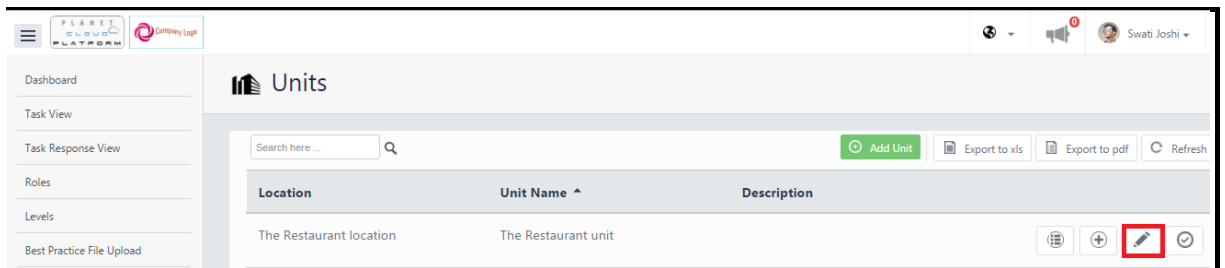 PLANET
CLOUD
PLATFORM
Company Logo
0
Swati Joshi
Dashboard
Units
Task View
Task Response View
Search here ...
Add Unit
Export to xls
Export to pdf
Refresh
Roles
Location Unit Name Description
Levels
The Restaurant location The Restaurant unit
Best Practice File Upload